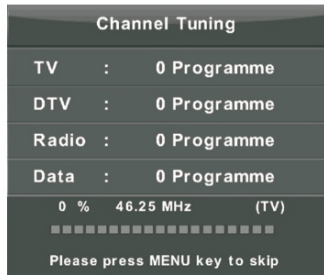 Channel Tuning
TV : 0 Programme
DTV : 0 Programme
Radio : 0 Programme
Data : 0 Programme
0 % 46.25 MHz (TV)
Please press MENU key to skip